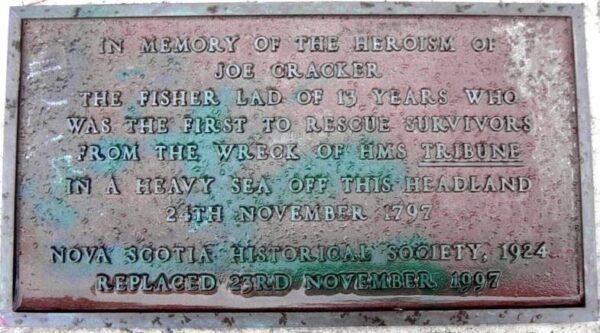 IN MEMORY OF THE HEROISM OF
JOE CRACKER
THE FISHER LAD OF 13 YEARS WHO
WAS THE FIRST TO RESCUE SURVIVORS
FROM THE WRECK OF HMS TRIBUNE
IN A HEAVY SEA OFF THIS HEADLAND
24TH NOVEMBER 1797
NOVA SCOTIA HISTORICAL SOCIETY, 1924
REPLACED 23RD NOVEMBER 1997